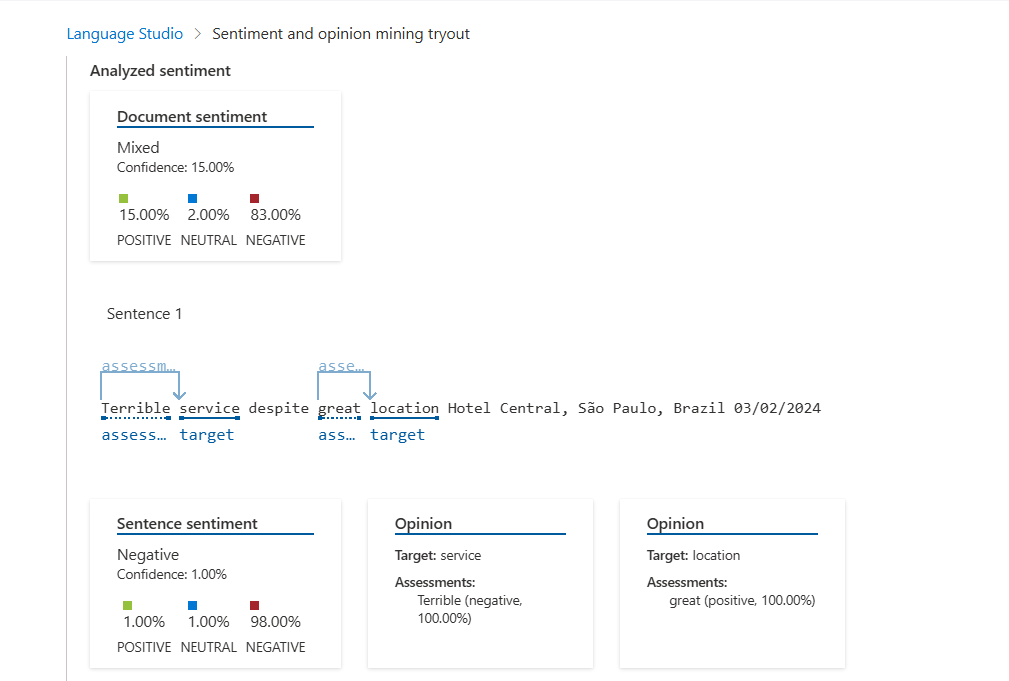 Language Studio > Sentiment and opinion mining tryout
Analyzed sentiment
Document sentiment
Mixed
Confidence: 15.00%
15.00% 2.00% 83.00%
POSITIVE NEUTRAL NEGATIVE
Sentence 1
assessm... asse...
Terrible service despite great location Hotel Central, São Paulo, Brazil 03/02/2024
assess... target ass... target
Sentence sentiment
Negative
Confidence: 1.00%
1.00% 1.00% 98.00%
POSITIVE NEUTRAL NEGATIVE
Opinion
Target: service
Assessments:
Terrible (negative,
100.00%)
Opinion
Target: location
Assessments:
great (positive, 100.00%)